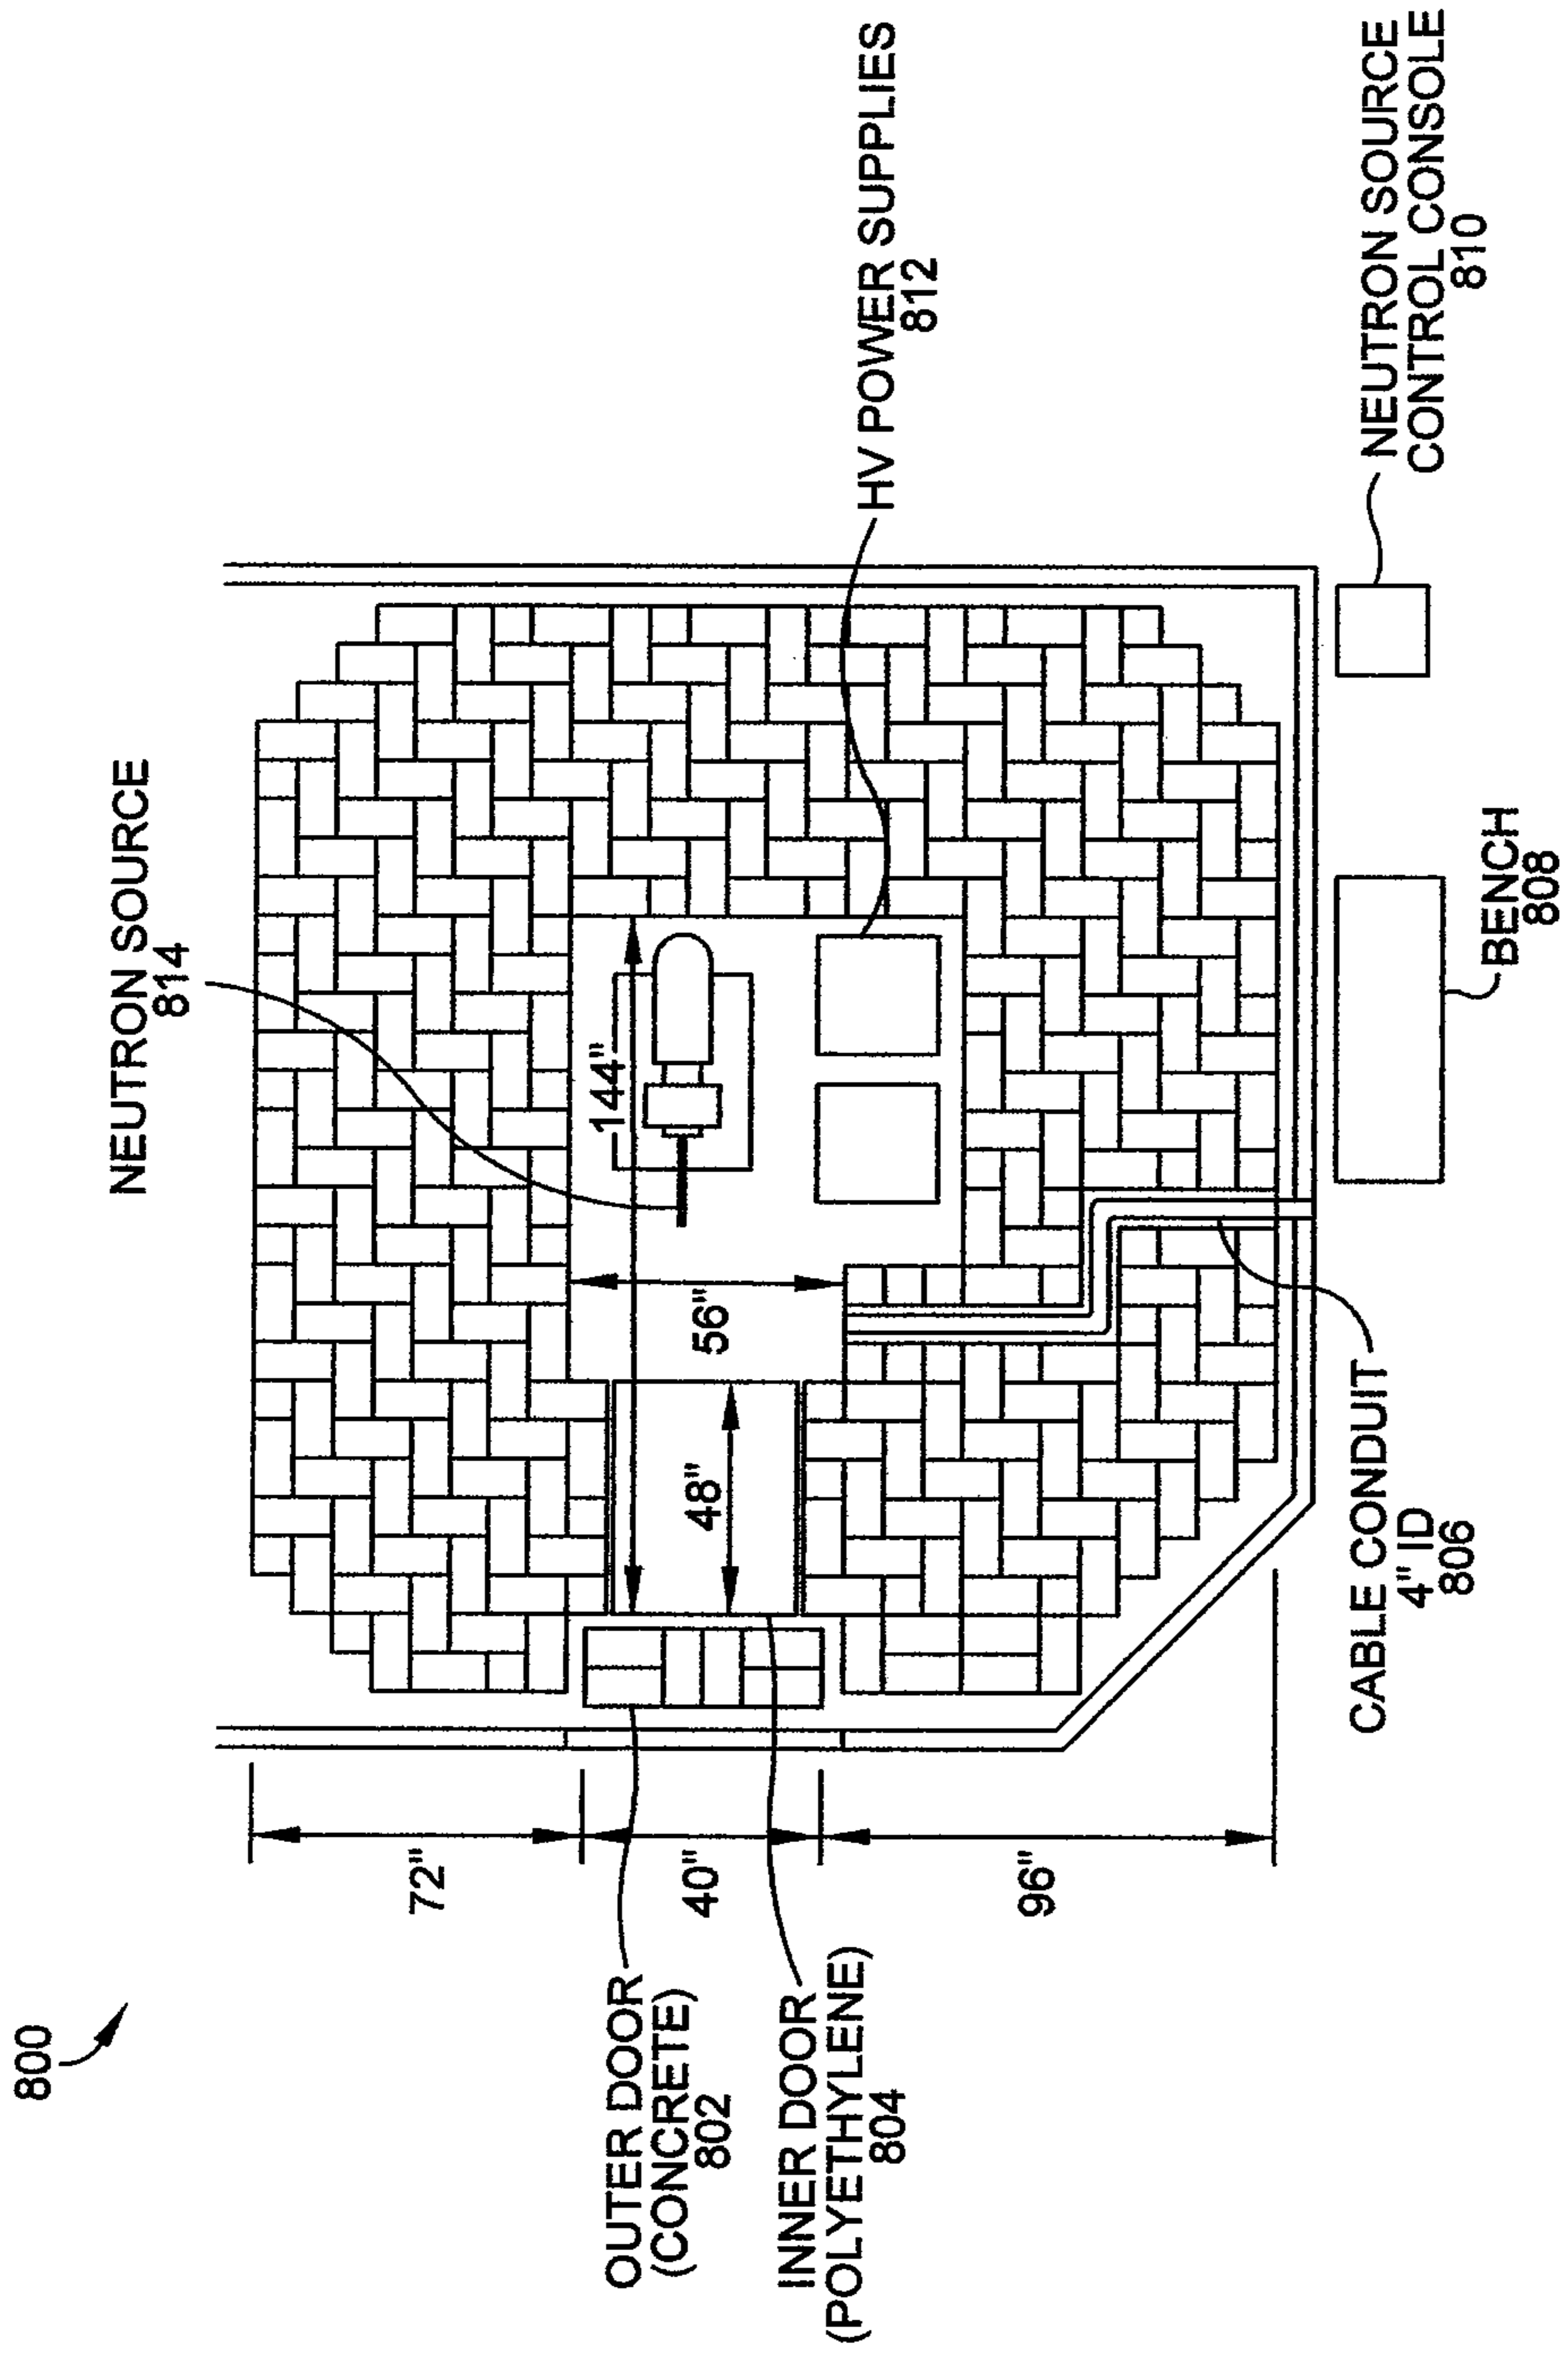 800
OUTER DOOR
(CONCRETE)
802
INNER DOOR
(POLYETHYLENE)
804
72"
40"
96"
NEUTRON SOURCE
814
144"
56"
48"
CABLE CONDUIT
4" ID
806
HV POWER SUPPLIES
812
BENCH
808
NEUTRON SOURCE
CONTROL CONSOLE
810